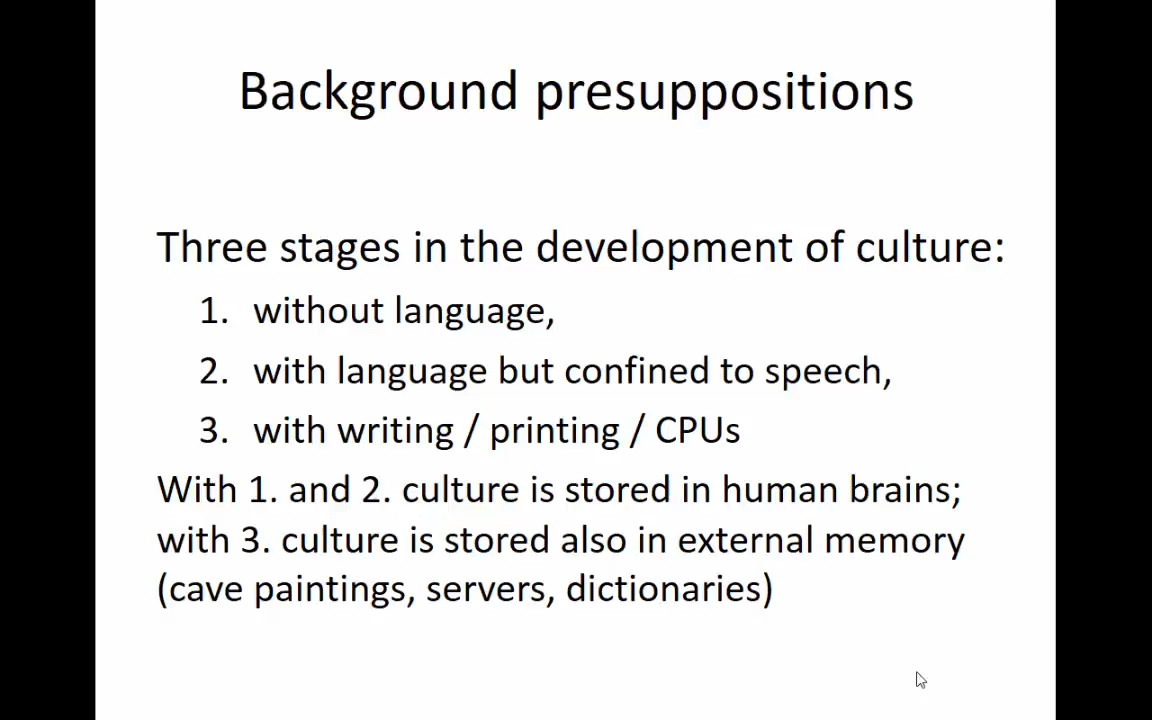 Background presuppositions
Three stages in the development of culture:
1. without language,
2. with language but confined to speech,
3. with writing / printing / CPUs
With 1. and 2. culture is stored in human brains;
with 3. culture is stored also in external memory
(cave paintings, servers, dictionaries)